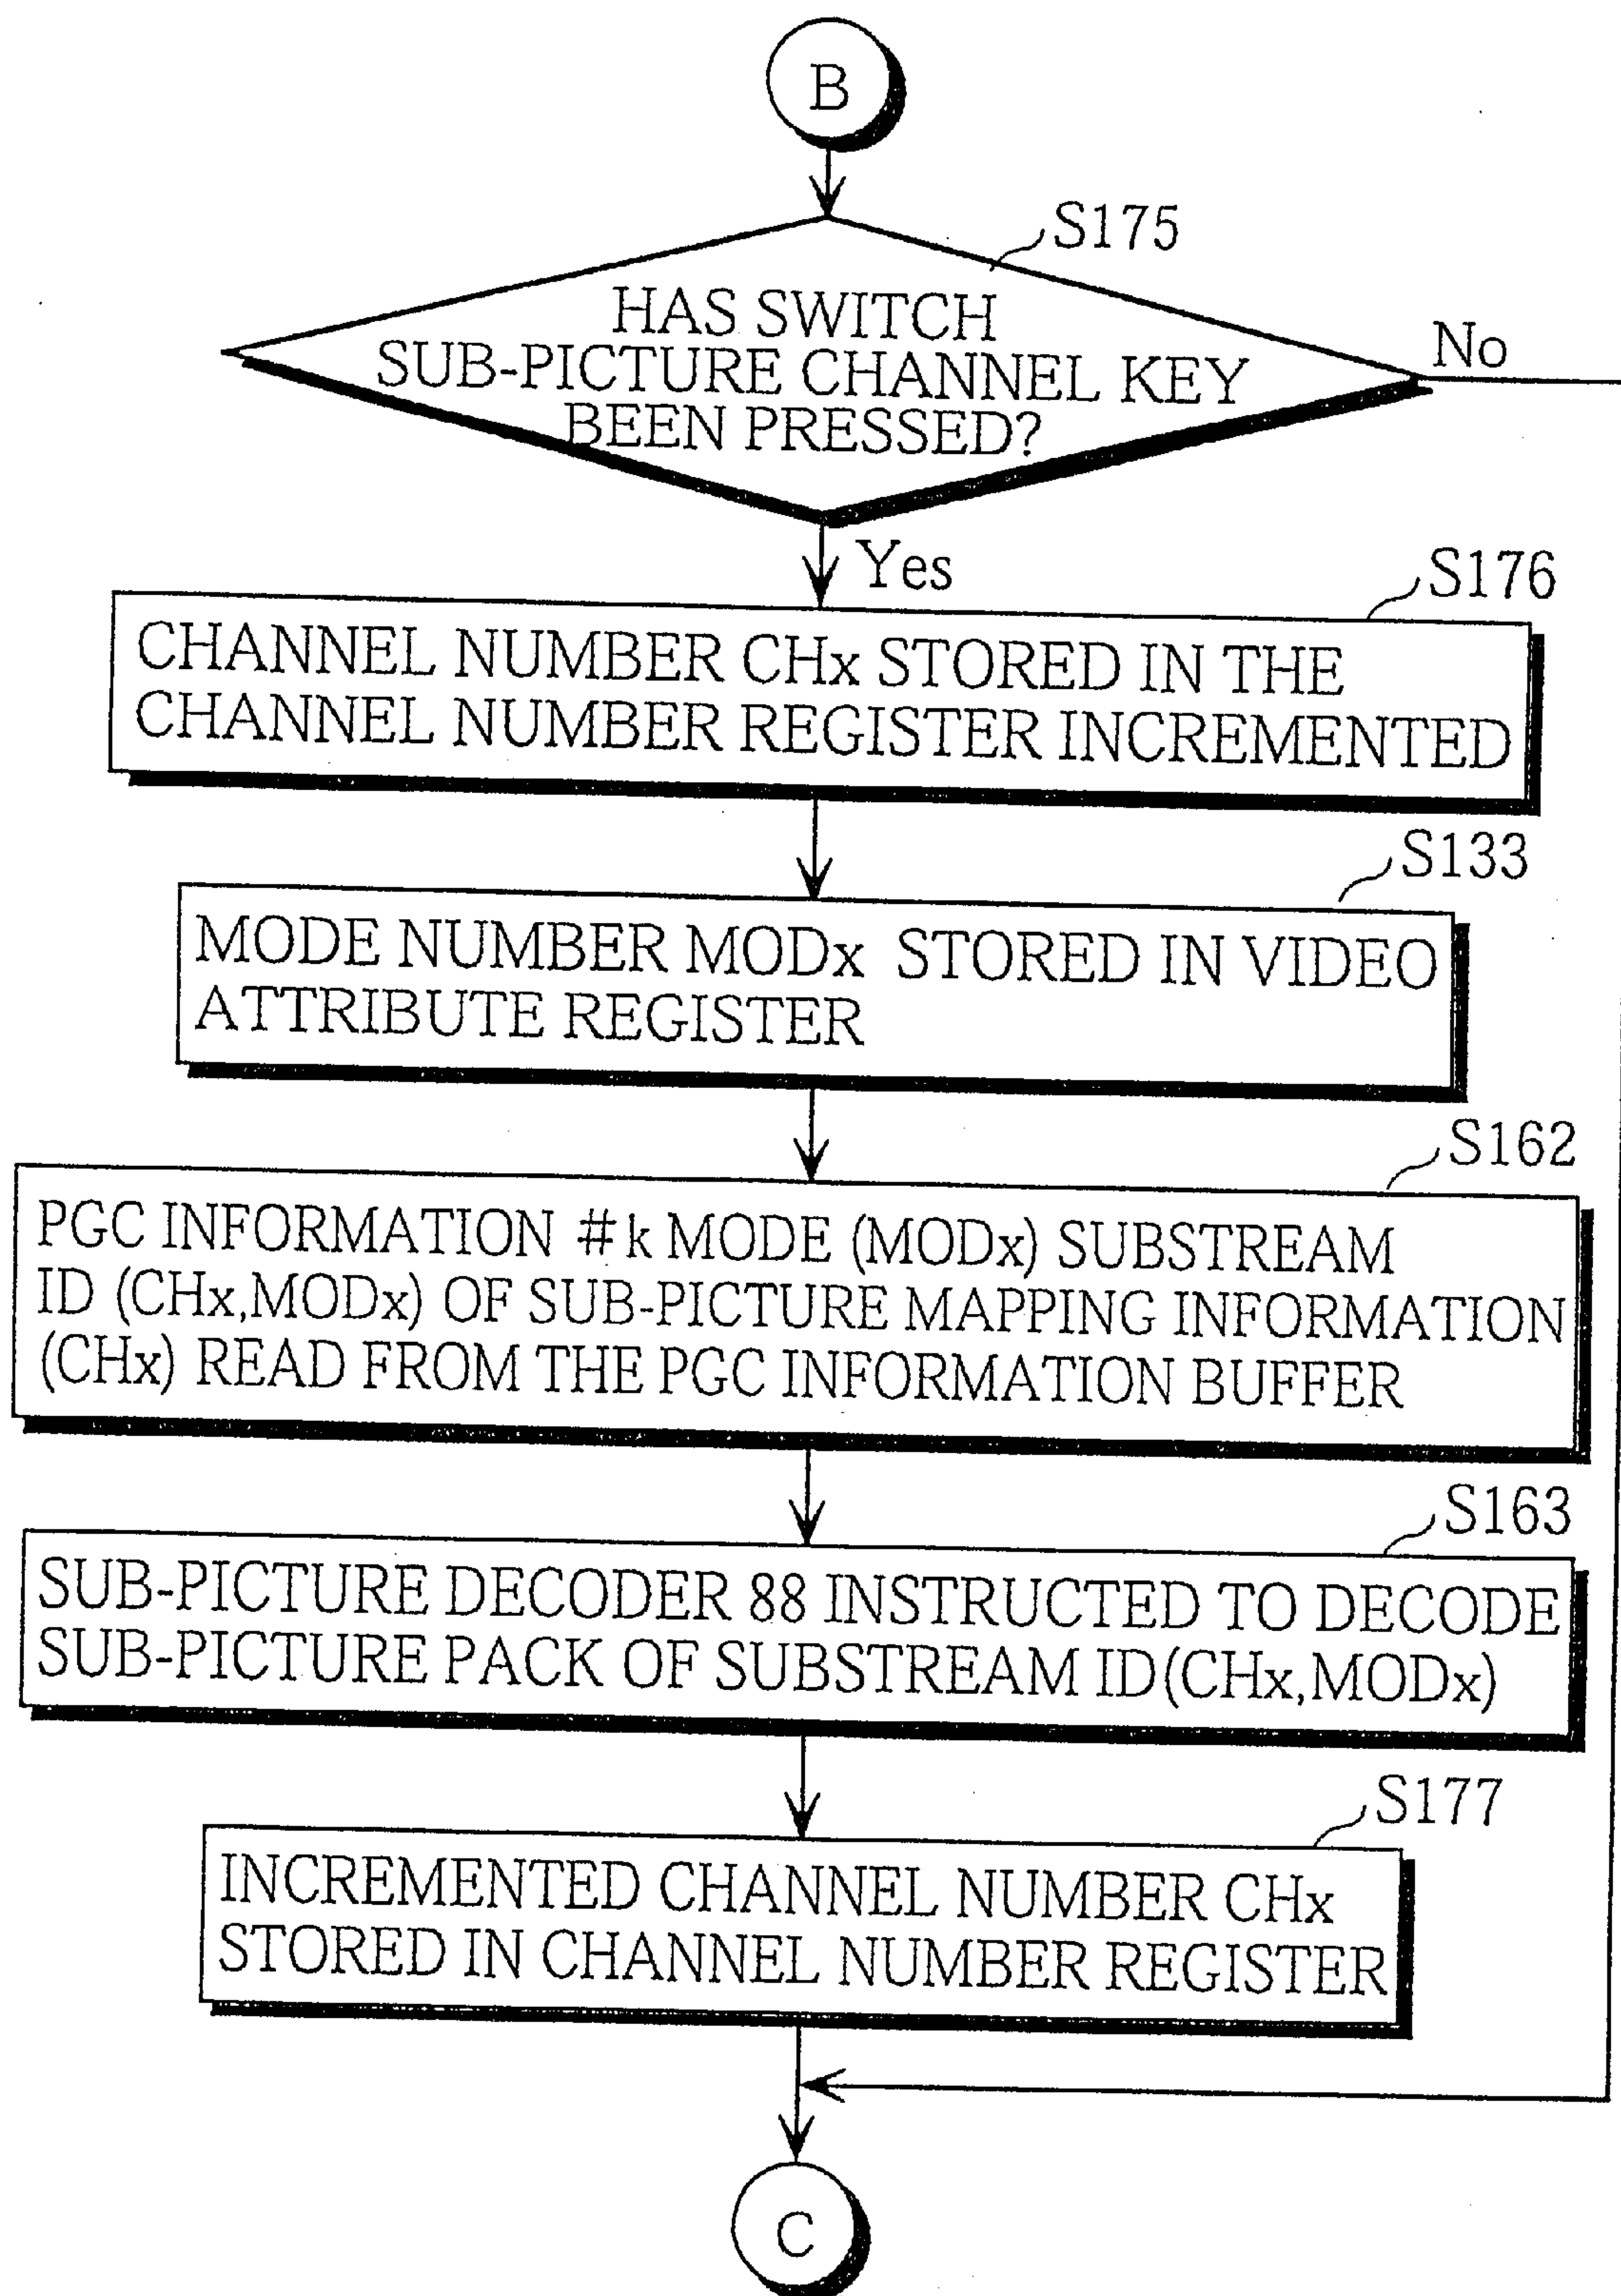 B
S175
HAS SWITCH
SUB-PICTURE CHANNEL KEY
BEEN PRESSED?
No
Yes
S176
CHANNEL NUMBER CHx STORED IN THE
CHANNEL NUMBER REGISTER INCREMENTED
S133
MODE NUMBER MODx STORED IN VIDEO
ATTRIBUTE REGISTER
S162
PGC INFORMATION #k MODE (MODx) SUBSTREAM
ID (CHx,MODx) OF SUB-PICTURE MAPPING INFORMATION
(CHx) READ FROM THE PGC INFORMATION BUFFER
S163
SUB-PICTURE DECODER 88 INSTRUCTED TO DECODE
SUB-PICTURE PACK OF SUBSTREAM ID(CHx,MODx)
S177
INCREMENTED CHANNEL NUMBER CHx
STORED IN CHANNEL NUMBER REGISTER
C